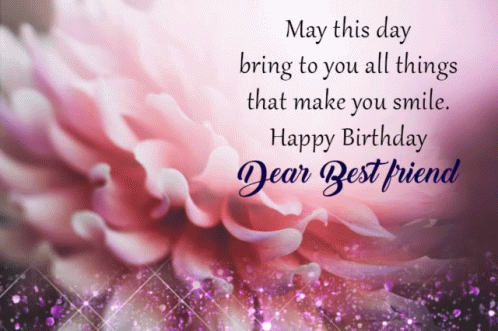 May this day
bring to you all things
that make you smile.
Happy Birthday
Dear Best friend